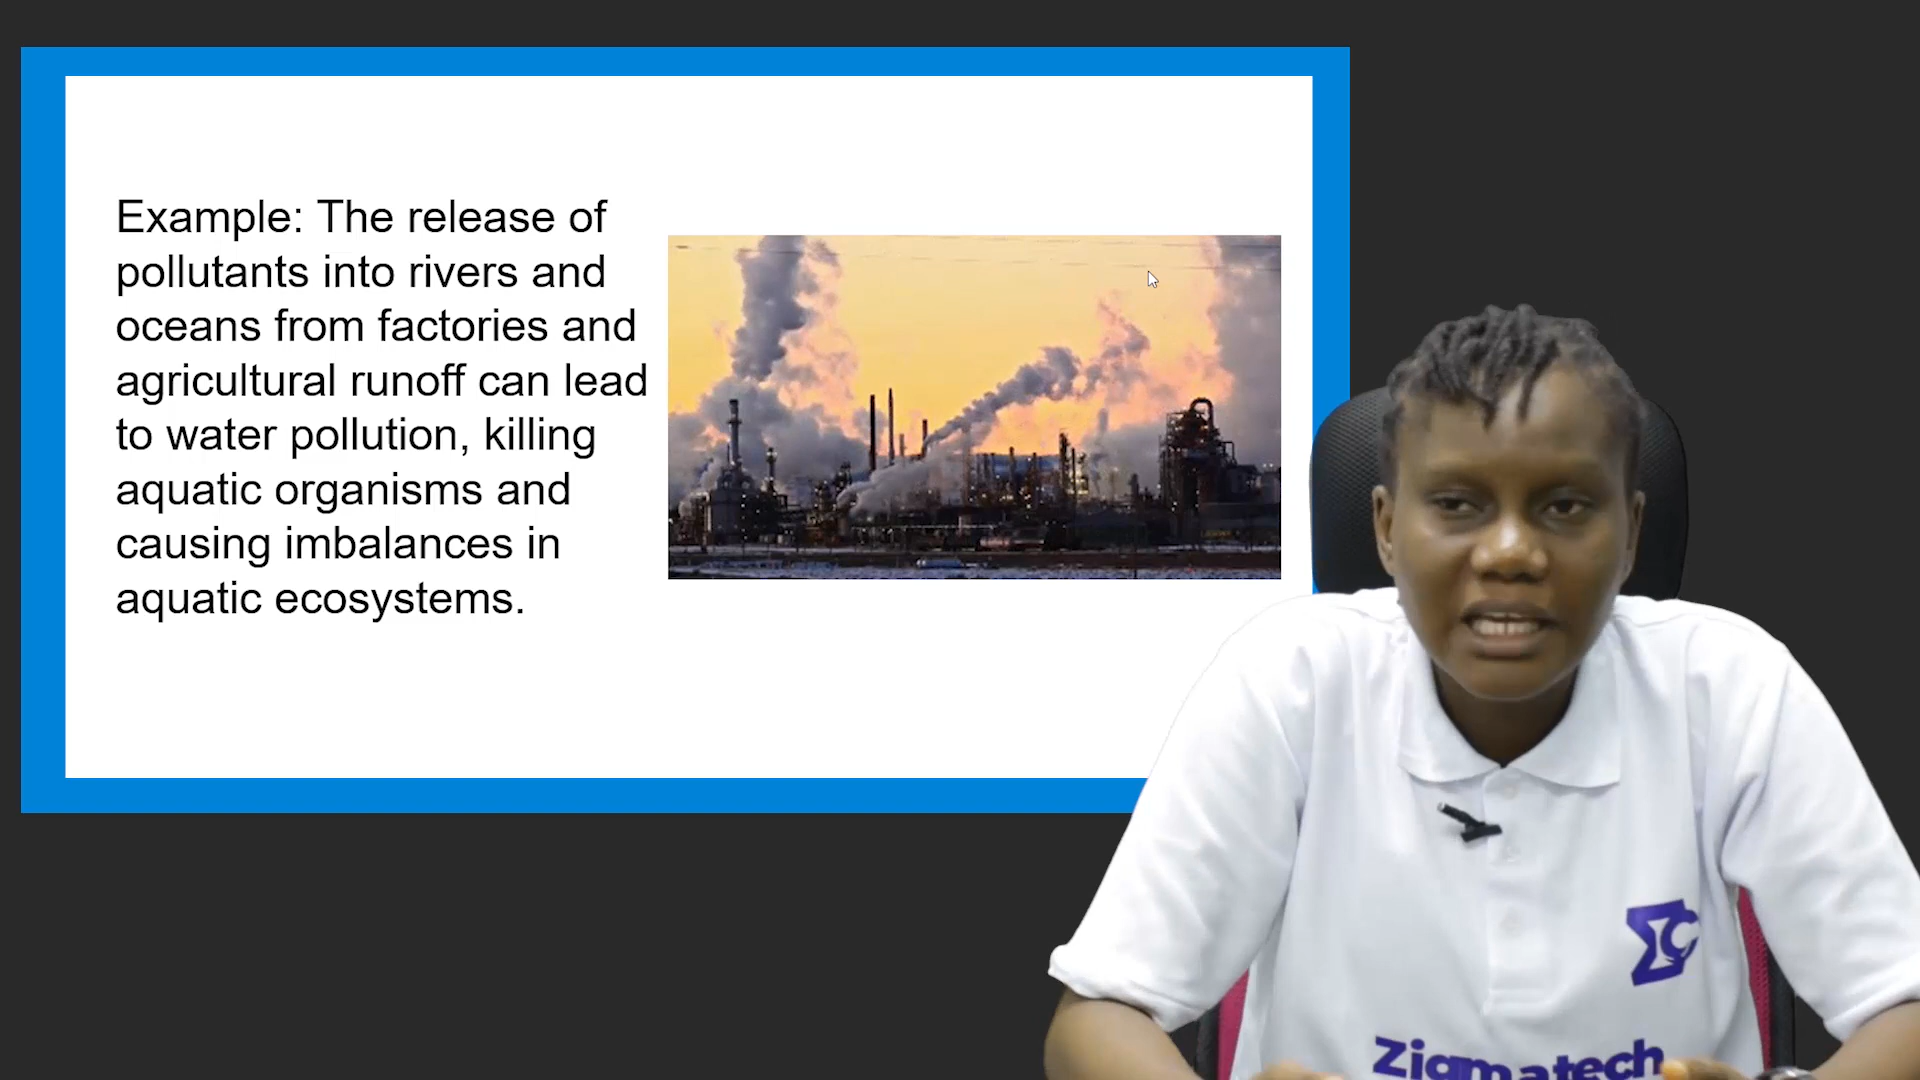 Example: The release of
pollutants into rivers and
oceans from factories and
agricultural runoff can lead
to water pollution, killing
aquatic organisms and
causing imbalances in
aquatic ecosystems.
Zigmatech